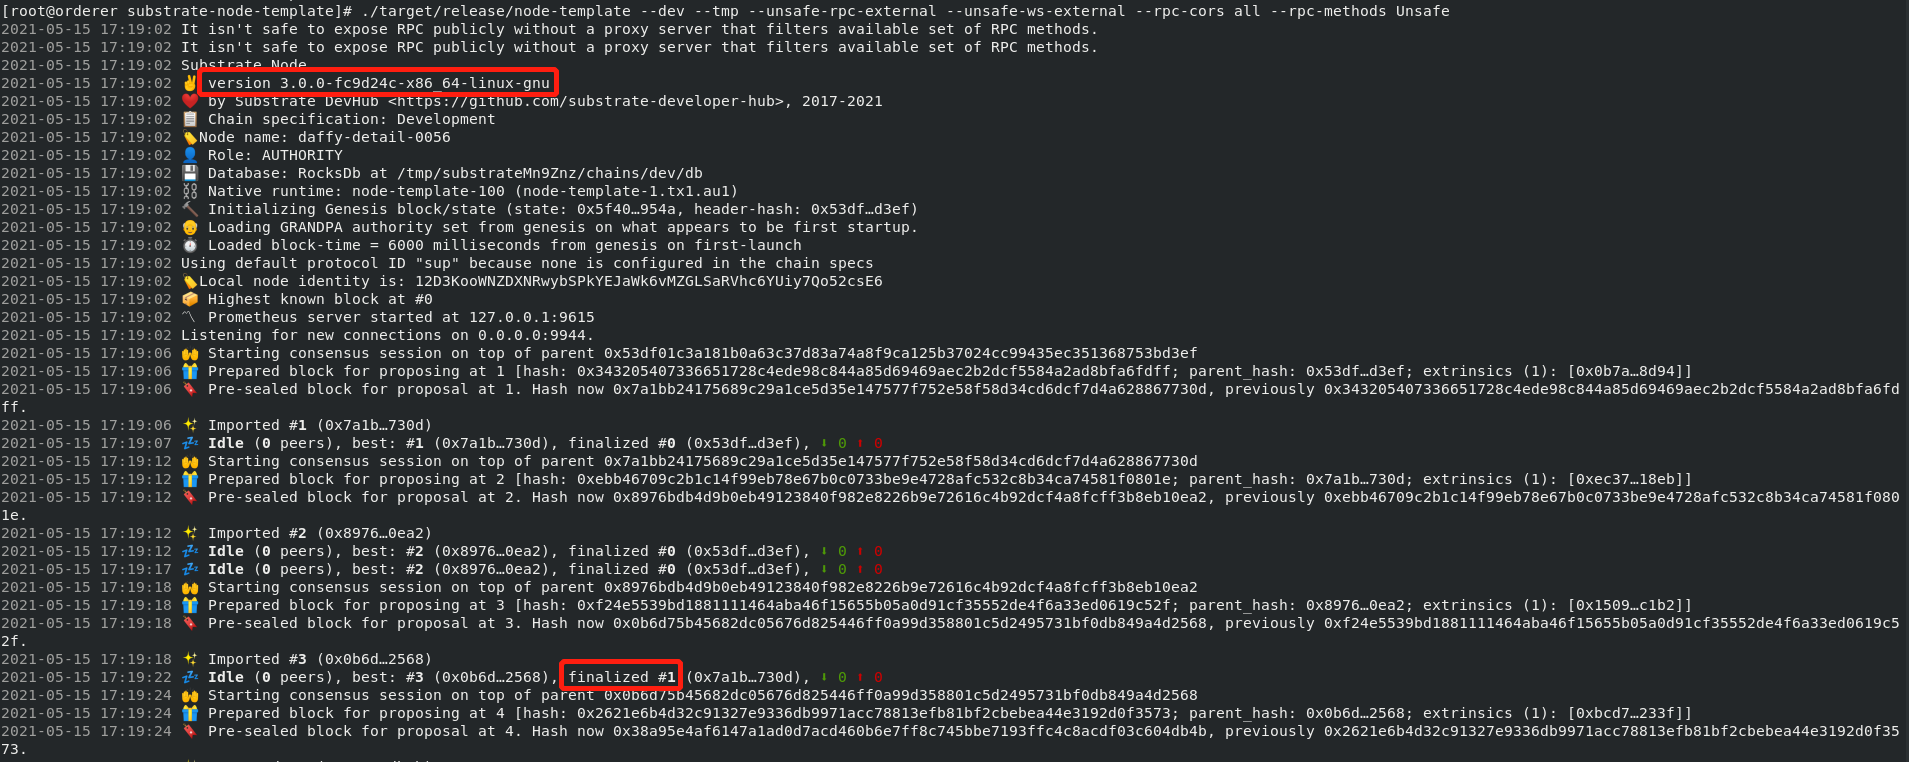 [root@orderer substrate-node-template]# ./target/release/node-template --dev --tmp --unsafe-rpc-external --unsafe-ws-external --rpc-cors all --rpc-methods Unsafe
2021-05-15 17:19:02 It isn't safe to expose RPC publicly without a proxy server that filters available set of RPC methods.
2021-05-15 17:19:02 It isn't safe to expose RPC publicly without a proxy server that filters available set of RPC methods.
2021-05-15 17:19:02 Substrate Node
2021-05-15 17:19:02 ✌️ version 3.0.0-fc9d24c-x86_64-linux-gnu
2021-05-15 17:19:02 ❤️ by Substrate DevHub <https://github.com/substrate-developer-hub>, 2017-2021
2021-05-15 17:19:02 📋 Chain specification: Development
2021-05-15 17:19:02 🏷 Node name: daffy-detail-0056
2021-05-15 17:19:02 👤 Role: AUTHORITY
2021-05-15 17:19:02 💾 Database: RocksDb at /tmp/substrateMn9Znz/chains/dev/db
2021-05-15 17:19:02 ⛓ Native runtime: node-template-100 (node-template-1.tx1.au1)
2021-05-15 17:19:02 🔨 Initializing Genesis block/state (state: 0x5f40…954a, header-hash: 0x53df…d3ef)
2021-05-15 17:19:02 👴 Loading GRANDPA authority set from genesis on what appears to be first startup.
2021-05-15 17:19:02 ⏱ Loaded block-time = 6000 milliseconds from genesis on first-launch
2021-05-15 17:19:02 Using default protocol ID "sup" because none is configured in the chain specs
2021-05-15 17:19:02 🏷 Local node identity is: 12D3KooWNZDXNRwybSPkYEJaWk6vMZGLSaRVhc6YUiy7Qo52csE6
2021-05-15 17:19:02 📦 Highest known block at #0
2021-05-15 17:19:02 〽️ Prometheus server started at 127.0.0.1:9615
2021-05-15 17:19:02 Listening for new connections on 0.0.0.0:9944.
2021-05-15 17:19:06 🙌 Starting consensus session on top of parent 0x53df01c3a181b0a63c37d83a74a8f9ca125b37024cc99435ec351368753bd3ef
2021-05-15 17:19:06 🎁 Prepared block for proposing at 1 [hash: 0x343205407336651728c4ede98c844a85d69469aec2b2dcf5584a2ad8bfa6fdff; parent_hash: 0x53df…d3ef; extrinsics (1): [0x0b7a…8d94]]
2021-05-15 17:19:06 🔖 Pre-sealed block for proposal at 1. Hash now 0x7a1bb24175689c29a1ce5d35e147577f752e58f58d34cd6dcf7d4a628867730d, previously 0x343205407336651728c4ede98c844a85d69469aec2b2dcf5584a2ad8bfa6fd
ff.
2021-05-15 17:19:06 ✨ Imported #1 (0x7a1b…730d)
2021-05-15 17:19:07 💤 Idle (0 peers), best: #1 (0x7a1b…730d), finalized #0 (0x53df…d3ef), ⬇ 0 ⬆ 0
2021-05-15 17:19:12 🙌 Starting consensus session on top of parent 0x7a1bb24175689c29a1ce5d35e147577f752e58f58d34cd6dcf7d4a628867730d
2021-05-15 17:19:12 🎁 Prepared block for proposing at 2 [hash: 0xebb46709c2b1c14f99eb78e67b0c0733be9e4728afc532c8b34ca74581f0801e; parent_hash: 0x7a1b…730d; extrinsics (1): [0xec37…18eb]]
2021-05-15 17:19:12 🔖 Pre-sealed block for proposal at 2. Hash now 0x8976bdb4d9b0eb49123840f982e8226b9e72616c4b92dcf4a8fcff3b8eb10ea2, previously 0xebb46709c2b1c14f99eb78e67b0c0733be9e4728afc532c8b34ca74581f080
1e.
2021-05-15 17:19:12 ✨ Imported #2 (0x8976…0ea2)
2021-05-15 17:19:12 💤 Idle (0 peers), best: #2 (0x8976…0ea2), finalized #0 (0x53df…d3ef), ⬇ 0 ⬆ 0
2021-05-15 17:19:17 💤 Idle (0 peers), best: #2 (0x8976…0ea2), finalized #0 (0x53df…d3ef), ⬇ 0 ⬆ 0
2021-05-15 17:19:18 🙌 Starting consensus session on top of parent 0x8976bdb4d9b0eb49123840f982e8226b9e72616c4b92dcf4a8fcff3b8eb10ea2
2021-05-15 17:19:18 🎁 Prepared block for proposing at 3 [hash: 0xf24e5539bd1881111464aba46f15655b05a0d91cf35552de4f6a33ed0619c52f; parent_hash: 0x8976…0ea2; extrinsics (1): [0x1509…c1b2]]
2021-05-15 17:19:18 🔖 Pre-sealed block for proposal at 3. Hash now 0x0b6d75b45682dc05676d825446ff0a99d358801c5d2495731bf0db849a4d2568, previously 0xf24e5539bd1881111464aba46f15655b05a0d91cf35552de4f6a33ed0619c5
2f.
2021-05-15 17:19:18 ✨ Imported #3 (0x0b6d…2568)
2021-05-15 17:19:22 💤 Idle (0 peers), best: #3 (0x0b6d…2568), finalized #1 (0x7a1b…730d), ⬇ 0 ⬆ 0
2021-05-15 17:19:24 🙌 Starting consensus session on top of parent 0x0b6d75b45682dc05676d825446ff0a99d358801c5d2495731bf0db849a4d2568
2021-05-15 17:19:24 🎁 Prepared block for proposing at 4 [hash: 0x2621e6b4d32c91327e9336db9971acc78813efb81bf2cbebea44e3192d0f3573; parent_hash: 0x0b6d…2568; extrinsics (1): [0xbcd7…233f]]
2021-05-15 17:19:24 🔖 Pre-sealed block for proposal at 4. Hash now 0x38a95e4af6147a1ad0d7acd460b6e7ff8c745bbe7193ffc4c8acdf03c604db4b, previously 0x2621e6b4d32c91327e9336db9971acc78813efb81bf2cbebea44e3192d0f35
73.